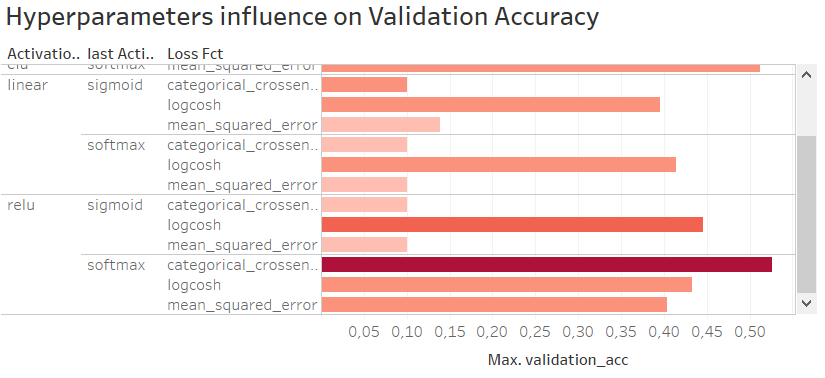 Hyperparameters influence on Validation Accuracy
Activatio.. last Acti.. Loss Fct
elu softmax mean_squared_error
linear sigmoid categorical_crossen..
logcosh
mean_squared_error
softmax categorical_crossen..
logcosh
mean_squared_error
relu sigmoid categorical_crossen..
logcosh
mean_squared_error
softmax categorical_crossen..
logcosh
mean_squared_error
0,05 0,10 0,15 0,20 0,25 0,30 0,35 0,40 0,45 0,50
Max. validation_acc